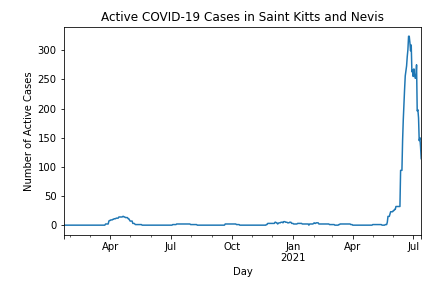 Active COVID-19 Cases in Saint Kitts and Nevis
Number of Active Cases
300
250
200
150
100
50
0
Apr Jul Oct Jan Apr Jul
2021
Day